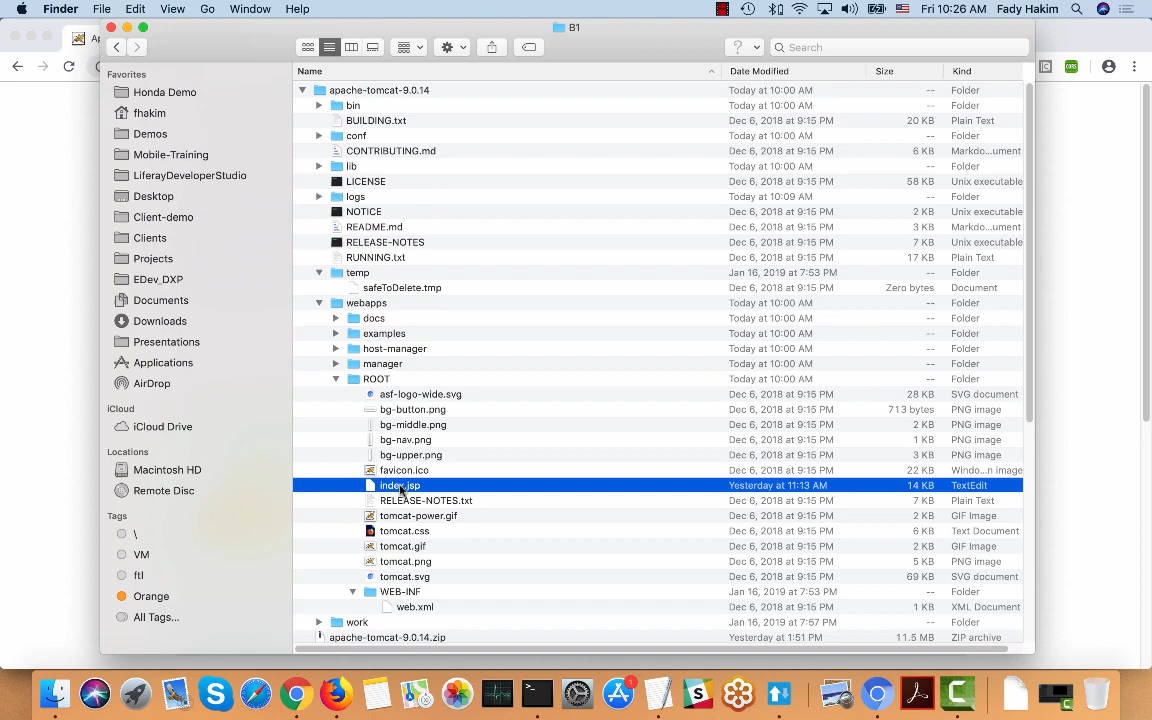 Finder File Edit View Go Window Help Fri 10:26 AM Fady Hakim
B1
Search
Favorites
Honda Demo
fhakim
Demos
Mobile-Training
LiferayDeveloperStudio
Desktop
Client-demo
Clients
Projects
EDev_DXP
Documents
Downloads
Presentations
Applications
AirDrop
iCloud
iCloud Drive
Locations
Macintosh HD
Remote Disc
Tags
\
VM
ftl
Orange
All Tags...
Name Date Modified Size Kind
apache-tomcat-9.0.14 Today at 10:00 AM -- Folder
bin Today at 10:00 AM -- Folder
BUILDING.txt Dec 6, 2018 at 9:15 PM 20 KB Plain Text
conf Today at 10:00 AM -- Folder
CONTRIBUTING.md Dec 6, 2018 at 9:15 PM 6 KB Markdo...ument
lib Today at 10:00 AM -- Folder
LICENSE Dec 6, 2018 at 9:15 PM 58 KB Unix executable
logs Today at 10:09 AM -- Folder
NOTICE Dec 6, 2018 at 9:15 PM 2 KB Unix executable
README.md Dec 6, 2018 at 9:15 PM 3 KB Markdo...ument
RELEASE-NOTES Dec 6, 2018 at 9:15 PM 7 KB Unix executable
RUNNING.txt Dec 6, 2018 at 9:15 PM 17 KB Plain Text
temp Jan 16, 2019 at 7:53 PM -- Folder
safeToDelete.tmp Dec 6, 2018 at 9:15 PM Zero bytes Document
webapps Today at 10:00 AM -- Folder
docs Today at 10:00 AM -- Folder
examples Today at 10:00 AM -- Folder
host-manager Today at 10:00 AM -- Folder
manager Today at 10:00 AM -- Folder
ROOT Today at 10:00 AM -- Folder
asf-logo-wide.svg Dec 6, 2018 at 9:15 PM 28 KB SVG document
bg-button.png Dec 6, 2018 at 9:15 PM 713 bytes PNG image
bg-middle.png Dec 6, 2018 at 9:15 PM 2 KB PNG image
bg-nav.png Dec 6, 2018 at 9:15 PM 1 KB PNG image
bg-upper.png Dec 6, 2018 at 9:15 PM 3 KB PNG image
favicon.ico Dec 6, 2018 at 9:15 PM 22 KB Windo...n image
index.jsp Yesterday at 11:13 AM 14 KB TextEdit
RELEASE-NOTES.txt Dec 6, 2018 at 9:15 PM 7 KB Plain Text
tomcat-power.gif Dec 6, 2018 at 9:15 PM 2 KB GIF Image
tomcat.css Dec 6, 2018 at 9:15 PM 6 KB Text Document
tomcat.gif Dec 6, 2018 at 9:15 PM 2 KB GIF Image
tomcat.png Dec 6, 2018 at 9:15 PM 5 KB PNG image
tomcat.svg Dec 6, 2018 at 9:15 PM 69 KB SVG document
WEB-INF Jan 16, 2019 at 7:53 PM -- Folder
web.xml Dec 6, 2018 at 9:15 PM 1 KB XML Document
work Jan 16, 2019 at 7:57 PM -- Folder
apache-tomcat-9.0.14.zip Yesterday at 1:51 PM 11.5 MB ZIP archive